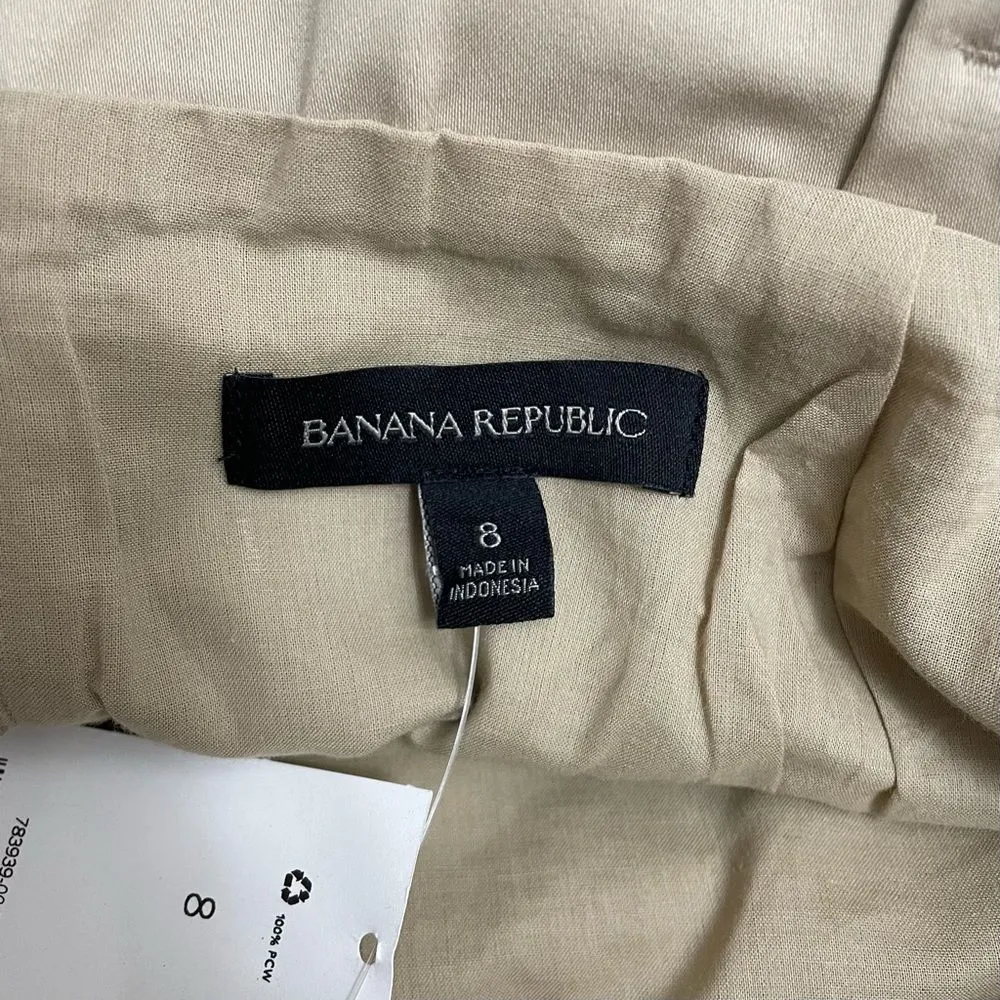 BANANA REPUBLIC
8
MADE IN
INDONESIA
8
100% PCW